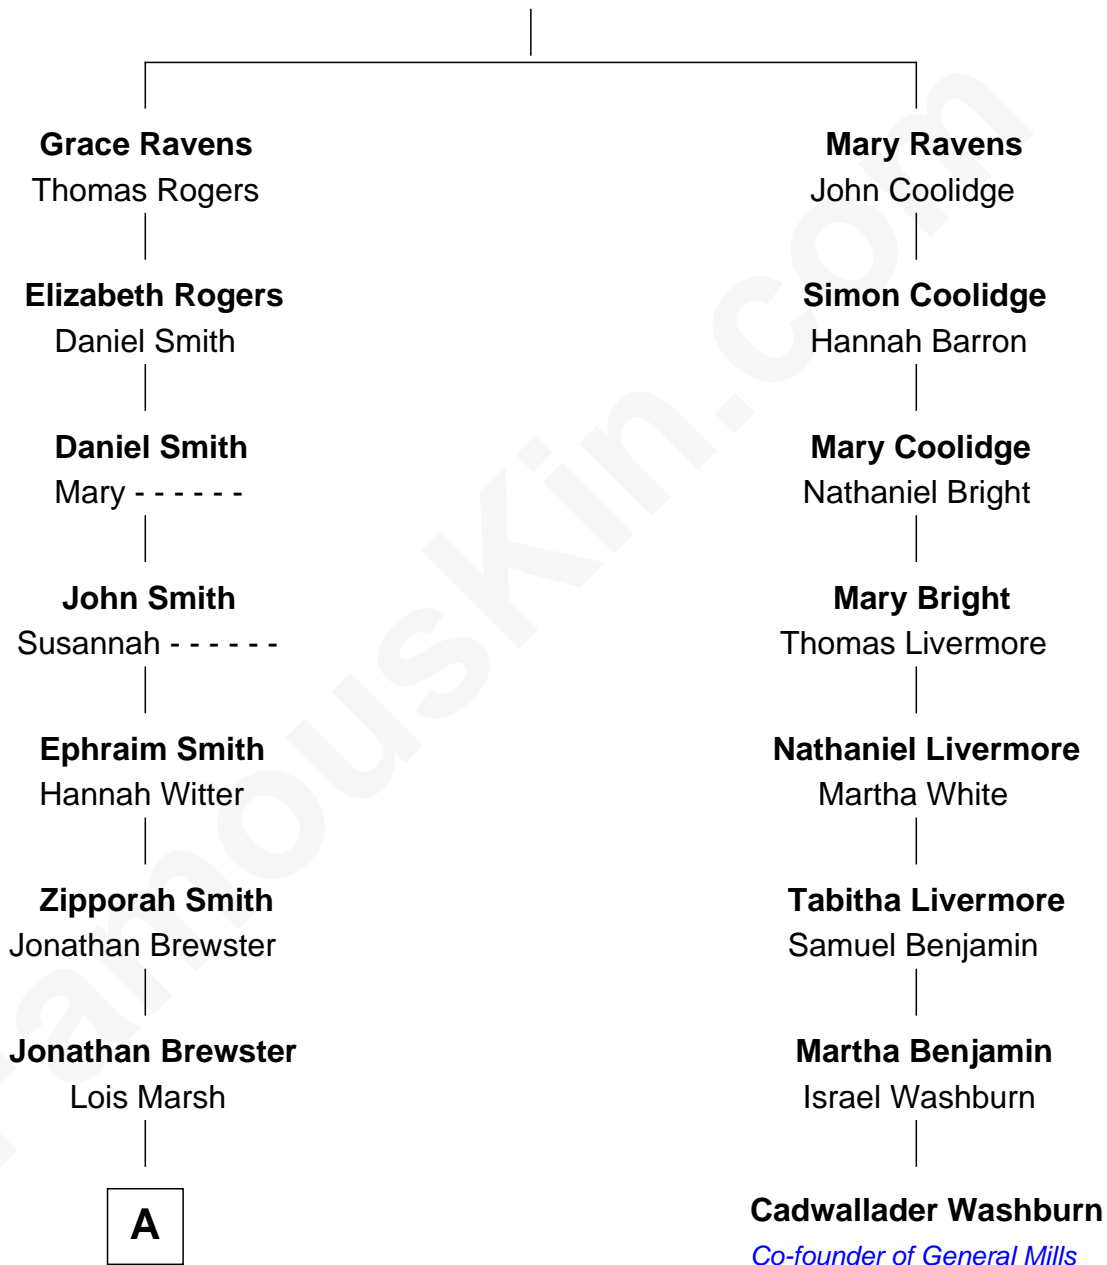 Grace Ravens
Thomas Rogers
Mary Ravens
John Coolidge
Elizabeth Rogers
Daniel Smith
Simon Coolidge
Hannah Barron
Daniel Smith
Mary - - - - - -
Mary Coolidge
Nathaniel Bright
John Smith
Susannah - - - - - -
Mary Bright
Thomas Livermore
Ephraim Smith
Hannah Witter
Nathaniel Livermore
Martha White
Zipporah Smith
Jonathan Brewster
Tabitha Livermore
Samuel Benjamin
Jonathan Brewster
Lois Marsh
Martha Benjamin
Israel Washburn
A
Cadwallader Washburn
Co-founder of General Mills
FamousKin.com